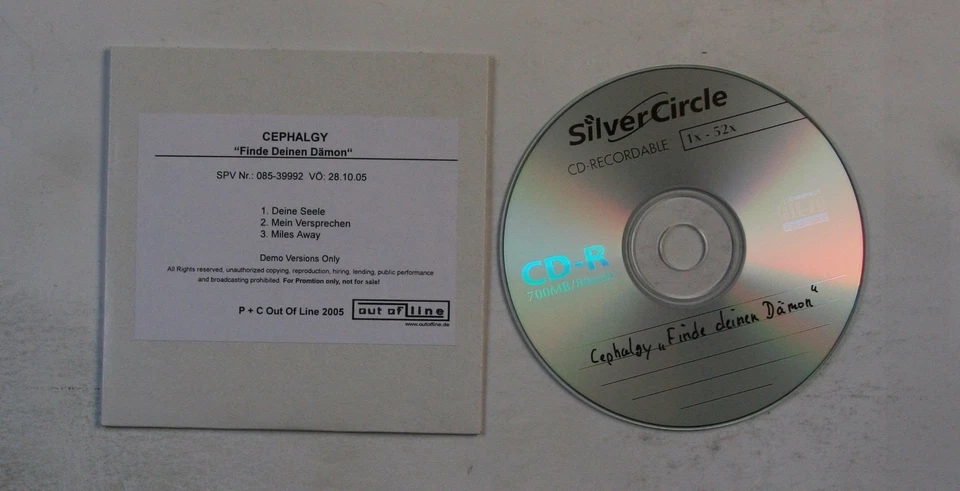 CEPHALGY
“Finde Deinen Dämon“
SPV Nr.: 085-39992 VÖ: 28.10.05
1. Deine Seele
2. Mein Versprechen
3. Miles Away
Demo Versions Only
All Rights reserved, unauthorized copying, reproduction, hiring, lending, public performance
and broadcasting prohibited. For Promtion only, not for sale!
P + C Out Of Line 2005
out of line
www.outofline.de
SilverCircle
CD-RECORDABLE 1x - 52x
CD-R
700MB/80min
Cephalgy „Finde deinen Dämon“